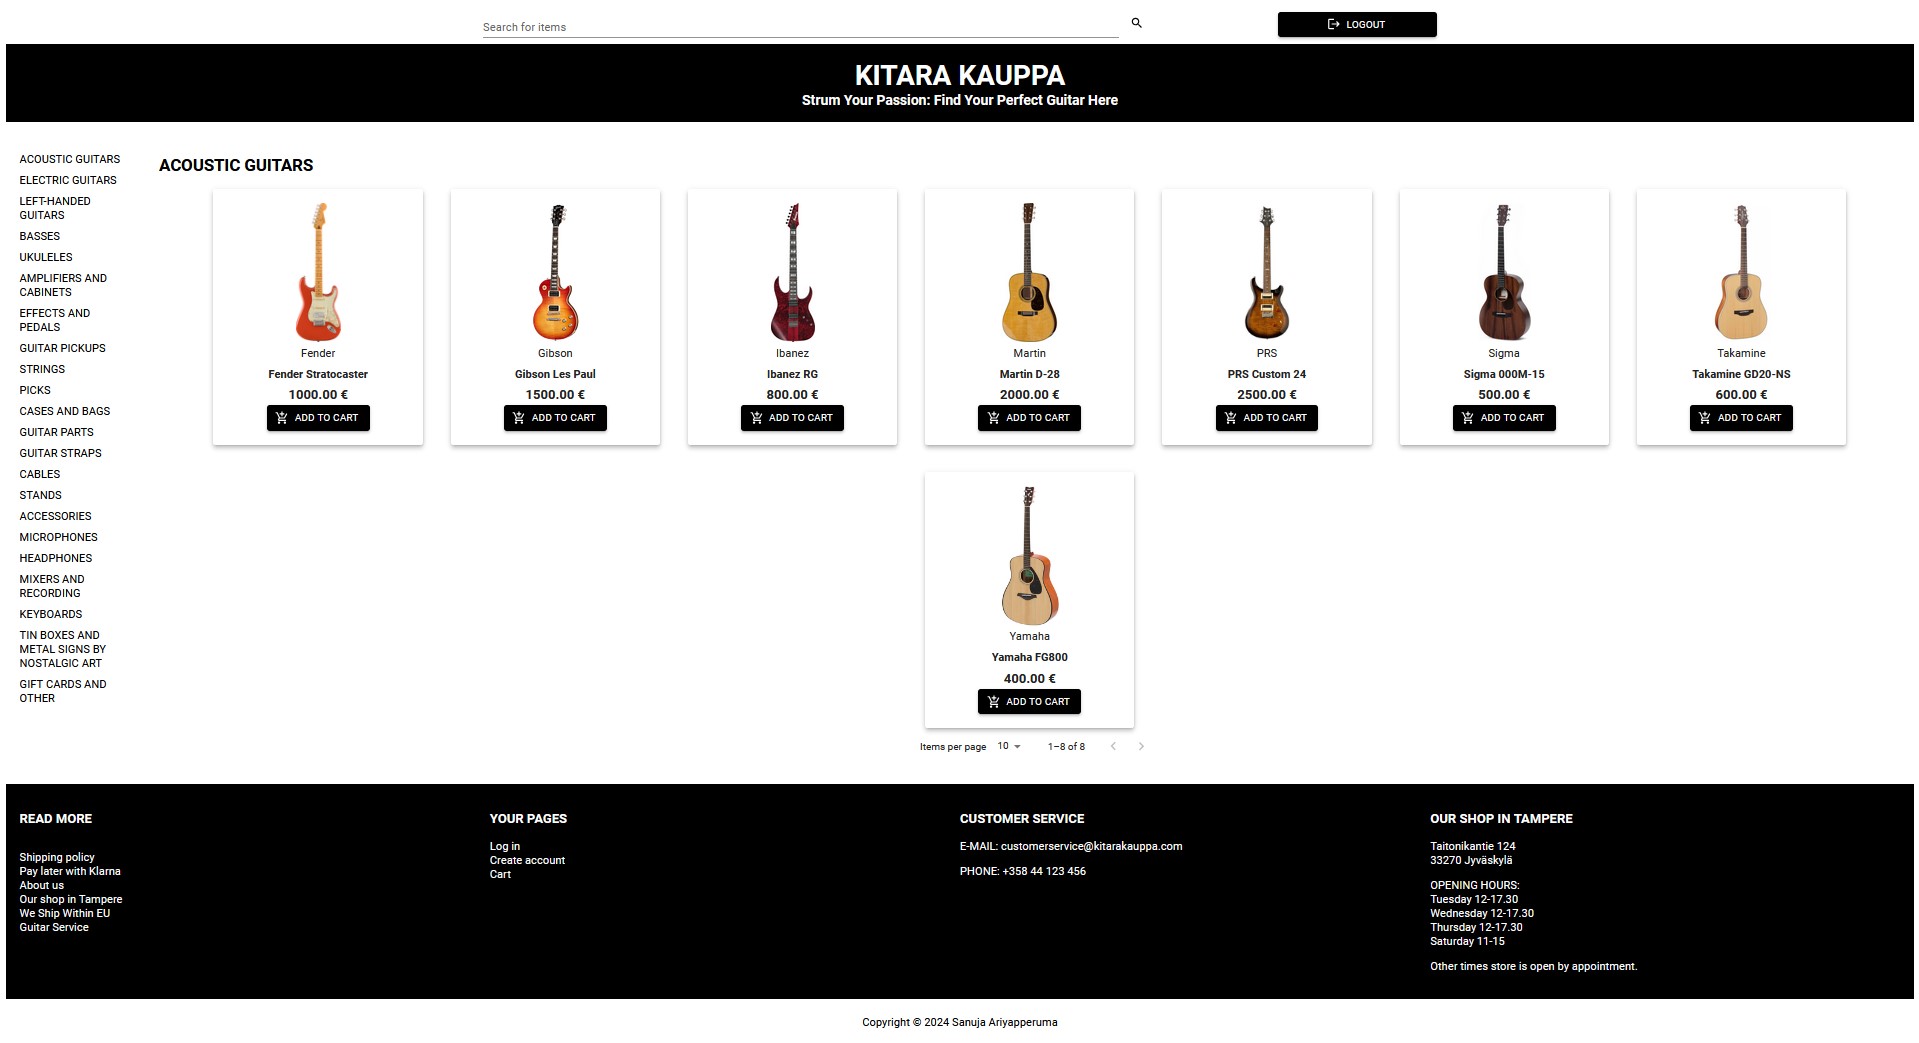 Search for items
LOGOUT
KITARA KAUPPA
Strum Your Passion: Find Your Perfect Guitar Here
ACOUSTIC GUITARS
ELECTRIC GUITARS
LEFT-HANDED
GUITARS
BASSES
UKULELES
AMPLIFIERS AND
CABINETS
EFFECTS AND
PEDALS
GUITAR PICKUPS
STRINGS
PICKS
CASES AND BAGS
GUITAR PARTS
GUITAR STRAPS
CABLES
STANDS
ACCESSORIES
MICROPHONES
HEADPHONES
MIXERS AND
RECORDING
KEYBOARDS
TIN BOXES AND
METAL SIGNS BY
NOSTALGIC ART
GIFT CARDS AND
OTHER
ACOUSTIC GUITARS
Fender
Fender Stratocaster
1000.00 €
ADD TO CART
Gibson
Gibson Les Paul
1500.00 €
ADD TO CART
Ibanez
Ibanez RG
800.00 €
ADD TO CART
Martin
Martin D-28
2000.00 €
ADD TO CART
PRS
PRS Custom 24
2500.00 €
ADD TO CART
Sigma
Sigma 000M-15
500.00 €
ADD TO CART
Takamine
Takamine GD20-NS
600.00 €
ADD TO CART
Yamaha
Yamaha FG800
400.00 €
ADD TO CART
Items per page 10 1–8 of 8
READ MORE
Shipping policy
Pay later with Klarna
About us
Our shop in Tampere
We Ship Within EU
Guitar Service
YOUR PAGES
Log in
Create account
Cart
CUSTOMER SERVICE
E-MAIL: customerservice@kitarakauppa.com
PHONE: +358 44 123 456
OUR SHOP IN TAMPERE
Taitonikantie 124
33270 Jyväskylä
OPENING HOURS:
Tuesday 12-17.30
Wednesday 12-17.30
Thursday 12-17.30
Saturday 11-15
Other times store is open by appointment.
Copyright © 2024 Sanuja Ariyapperuma